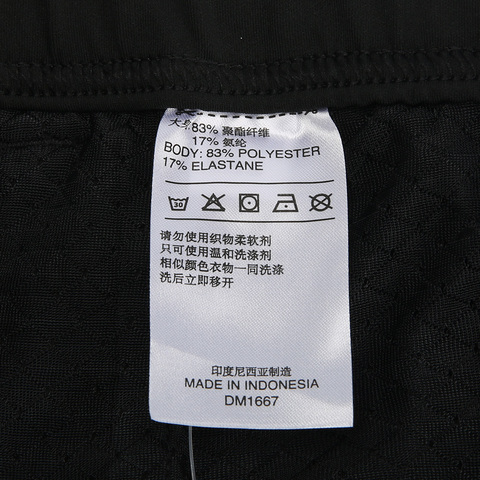 大身:83% 聚酯纤维
17% 氨纶
BODY: 83% POLYESTER
17% ELASTANE
30
请勿使用织物柔软剂
只可使用温和洗涤剂
相似颜色衣物一同洗涤
洗后立即移开
印度尼西亚制造
MADE IN INDONESIA
DM1667